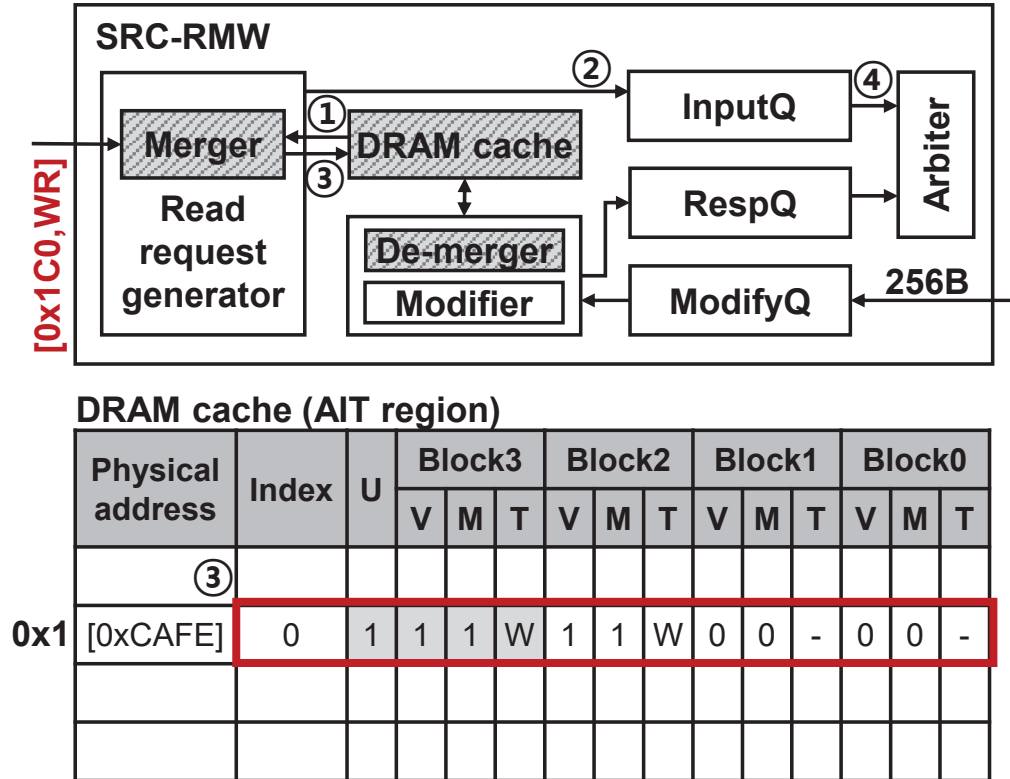 SRC-RMW
[0x1C0,WR]
Merger
Read
request
generator
①
③
DRAM cache
De-merger
Modifier
②
InputQ
RespQ
ModifyQ
④
Arbiter
256B
DRAM cache (AIT region)
Physical address Index U Block3 Block2 Block1 Block0
V M T V M T V M T V M T
③
0x1 [0xCAFE] 0 1 1 1 W 1 1 W 0 0 - 0 0 -